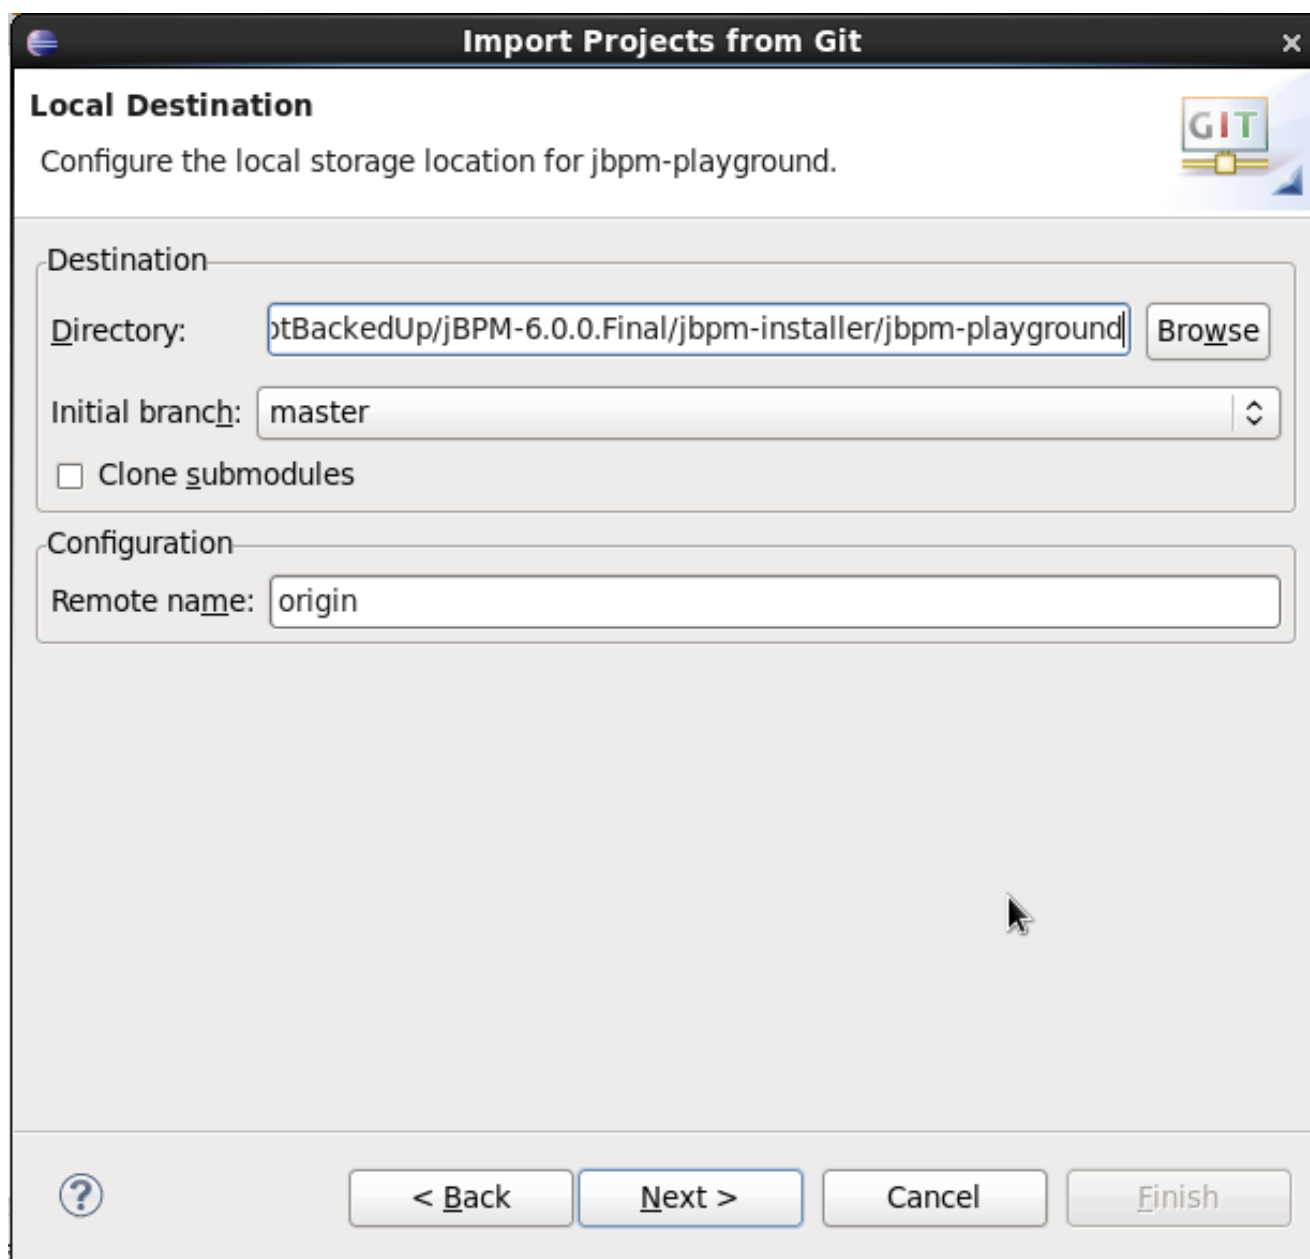 Import Projects from Git
Local Destination
GIT
Configure the local storage location for jbpm-playground.
Destination
Directory: otBackedUp/jBPM-6.0.0.Final/jbpm-installer/jbpm-playground Browse
Initial branch: master
Clone submodules
Configuration
Remote name: origin
? < Back Next > Cancel Finish